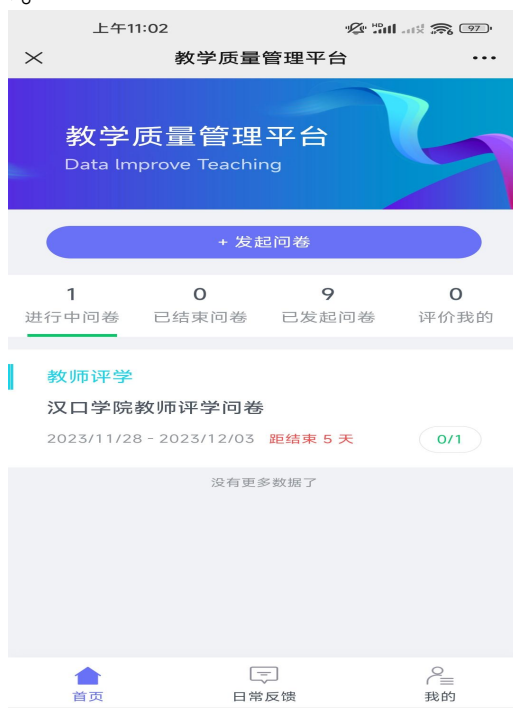 上午11:02
HD
97
教学质量管理平台
教学质量管理平台
Data Improve Teaching
+ 发起问卷
1 0 9 0
进行中问卷 已结束问卷 已发起问卷 评价我的
教师评学
汉口学院教师评学问卷
2023/11/28 - 2023/12/03 距结束 5 天 0/1
没有更多数据了
首页 日常反馈 我的